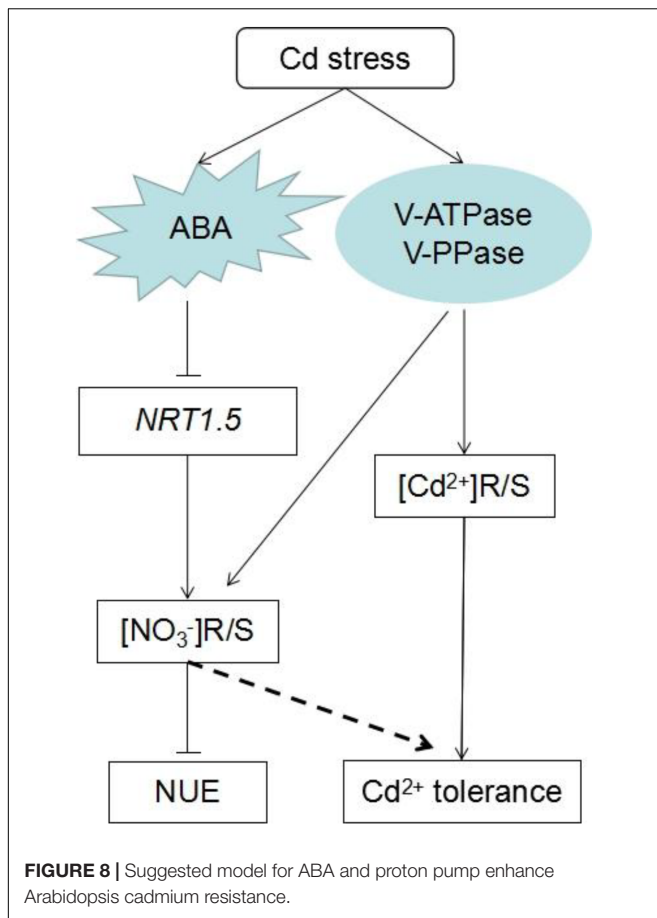 Cd stress
ABA
V-ATPase
V-PPase
NRT1.5
[Cd²⁺]R/S
[NO₃⁻]R/S
NUE
Cd²⁺ tolerance
FIGURE 8 | Suggested model for ABA and proton pump enhance
Arabidopsis cadmium resistance.